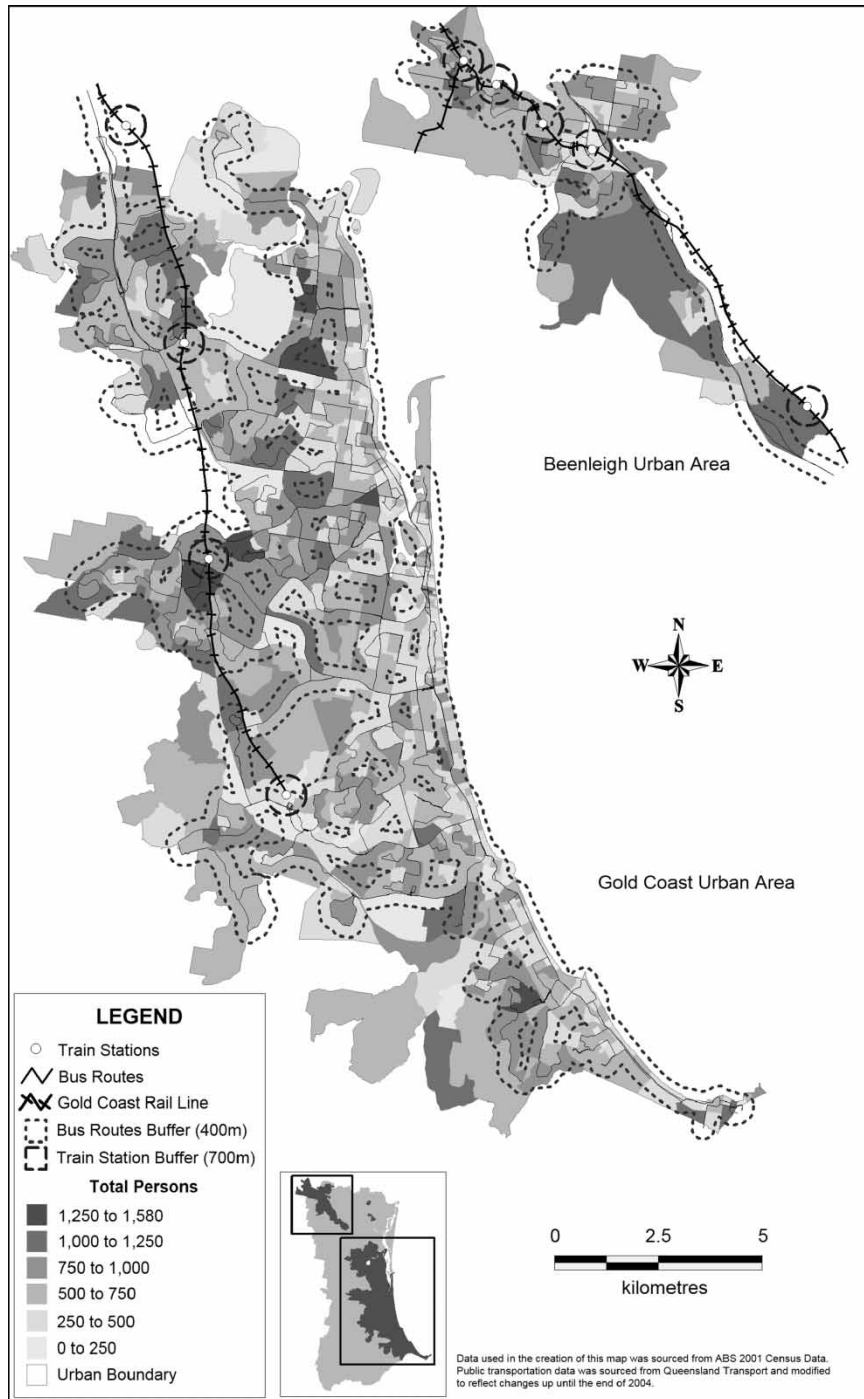 Beenleigh Urban Area
N
W E
S
Gold Coast Urban Area
LEGEND
Train Stations
Bus Routes
Gold Coast Rail Line
Bus Routes Buffer (400m)
Train Station Buffer (700m)
Total Persons
1,250 to 1,580
1,000 to 1,250
750 to 1,000
500 to 750
250 to 500
0 to 250
Urban Boundary
0 2.5 5
kilometres
Data used in the creation of this map was sourced from ABS 2001 Census Data.
Public transportation data was sourced from Queensland Transport and modified
to reflect changes up until the end of 2004.